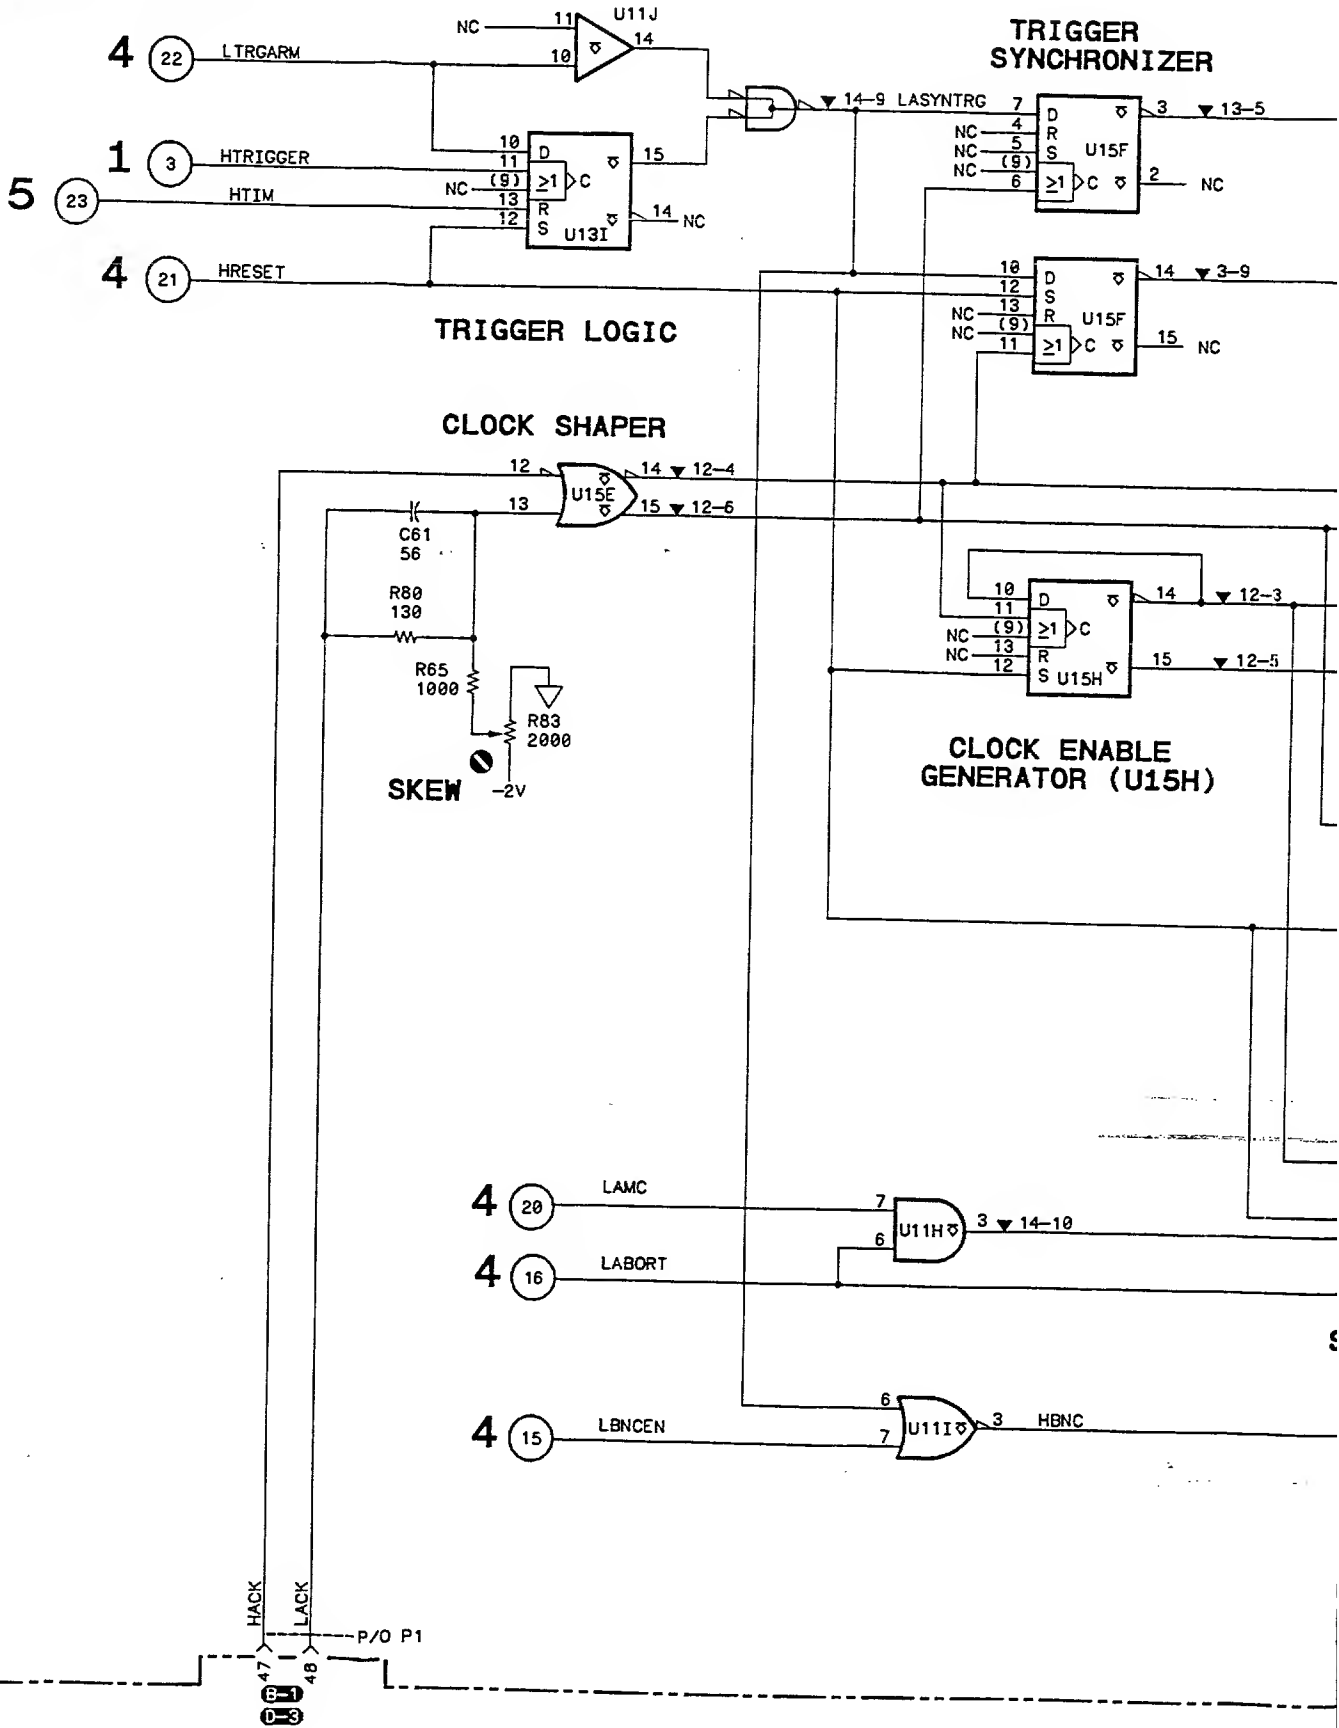 U11J
NC 11
14
10
4 22 LTRGARM
TRIGGER
SYNCHRONIZER
14-9 LASYNTRG 7 D 3 13-5
NC 4 R
NC 5 S U15F
NC (9)
6 ≥1 C 2 NC
10 D 15
1 3 HTRIGGER 11
NC (9) ≥1 C
5 23 HTIM 13 R 14 NC
12 S U13I
4 21 HRESET
10 D 14 3-9
12 S
NC 13 R U15F
NC (9)
11 ≥1 C 15 NC
TRIGGER LOGIC
CLOCK SHAPER
12 U15E 14 12-4
13 15 12-6
C61
56
R80
130
R65
1000
R83
2000
SKEW -2V
10 D 14 12-3
11
NC (9) ≥1 C
NC 13 R 15 12-5
12 S U15H
CLOCK ENABLE
GENERATOR (U15H)
4 20 LAMC 7
U11H 3 14-10
6
4 16 LABORT
S
6
U11I 3 HBNC
4 15 LBNCEN 7
HACK
LACK
P/O P1
47
48
B-1
D-3